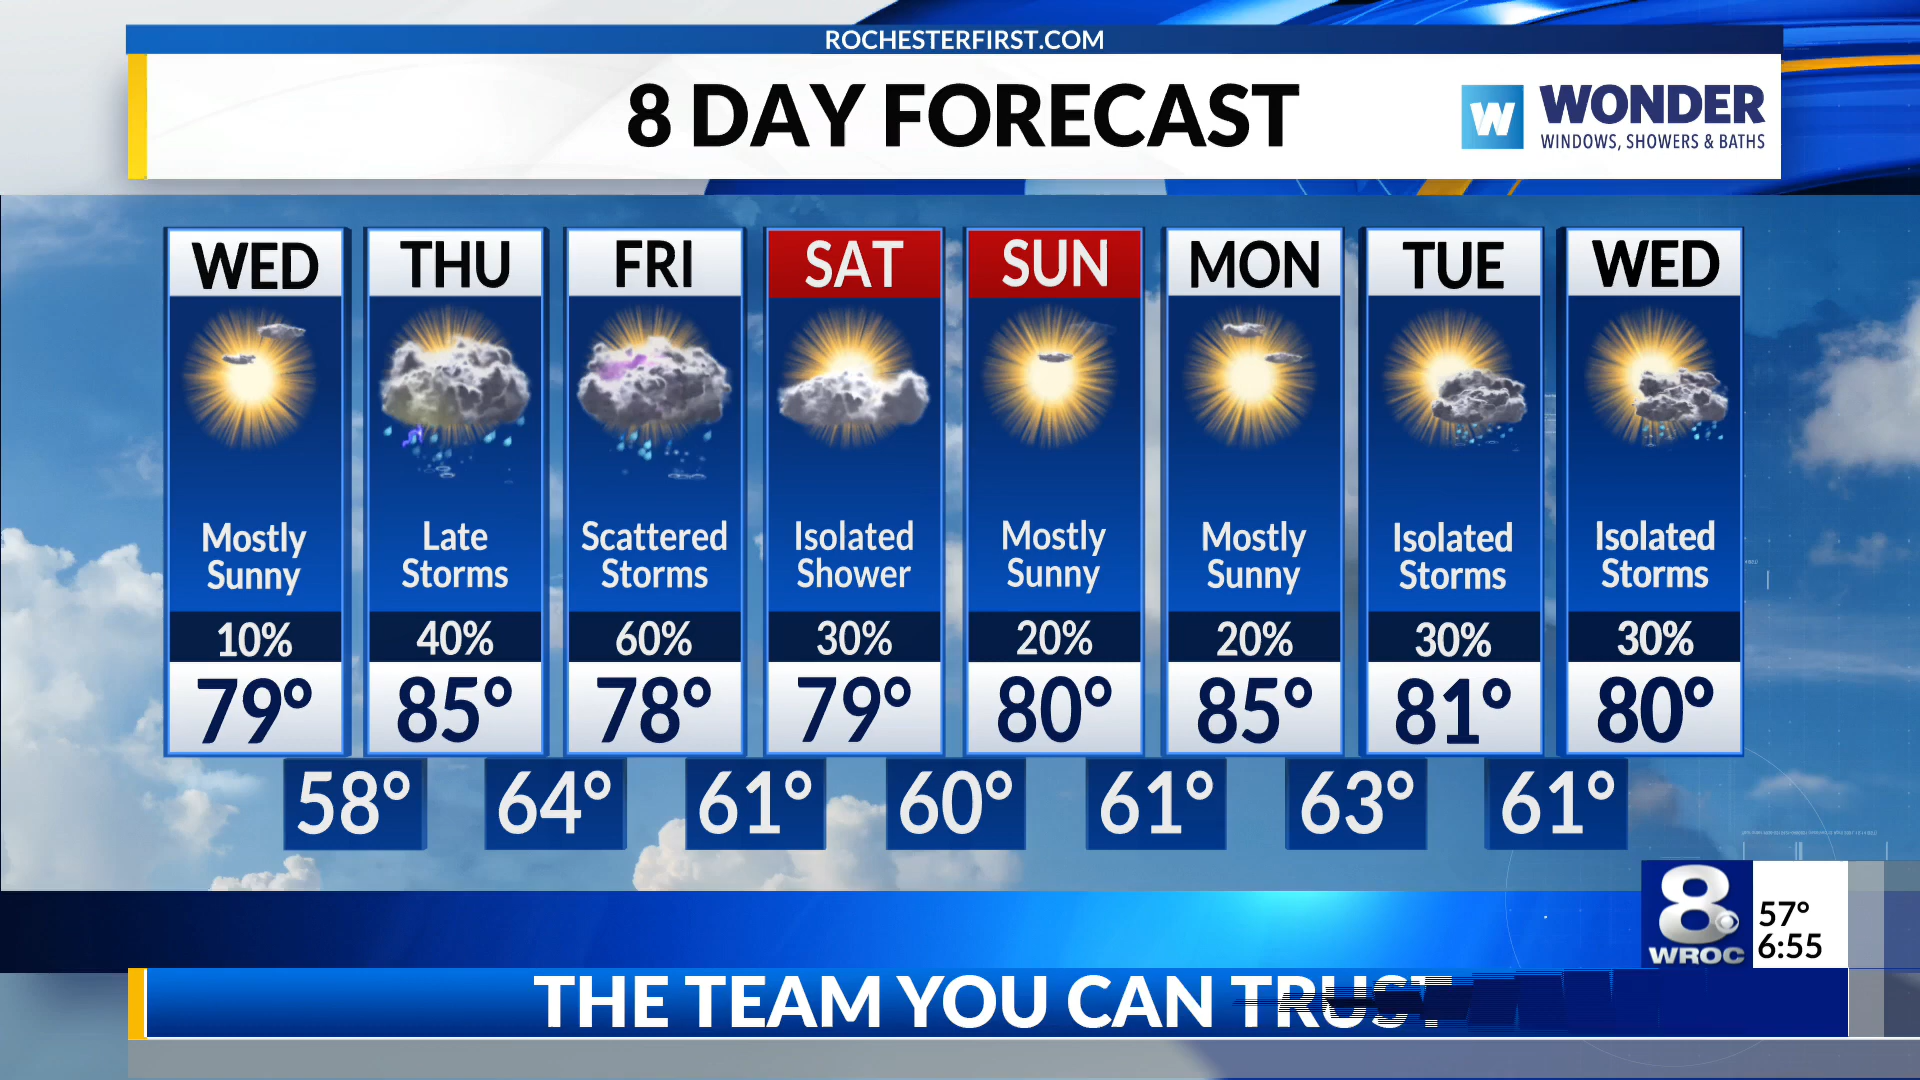 ROCHESTERFIRST.COM
8 DAY FORECAST
W WONDER
WINDOWS, SHOWERS & BATHS
WED THU FRI SAT SUN MON TUE WED
Mostly Late Scattered Isolated Mostly Mostly Isolated Isolated
Sunny Storms Storms Shower Sunny Sunny Storms Storms
10% 40% 60% 30% 20% 20% 30% 30%
79° 85° 78° 79° 80° 85° 81° 80°
58° 64° 61° 60° 61° 63° 61°
8
WROC
57°
6:55
THE TEAM YOU CAN TRUST